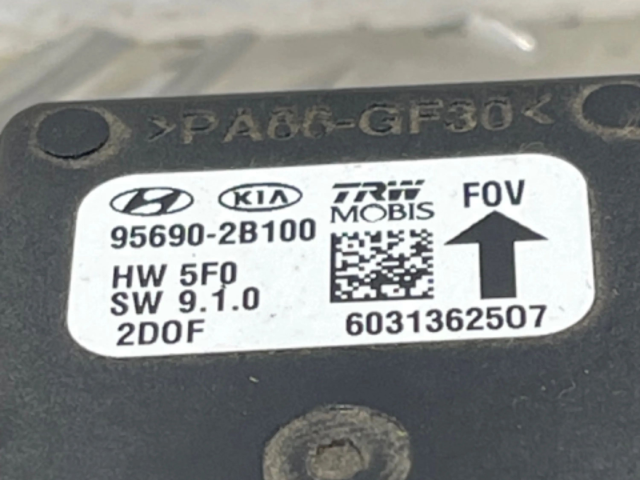 >PA66-GF30<
KIA TRW FOV
MOBIS
95690-2B100
HW 5F0
SW 9.1.0
2DOF 6031362507